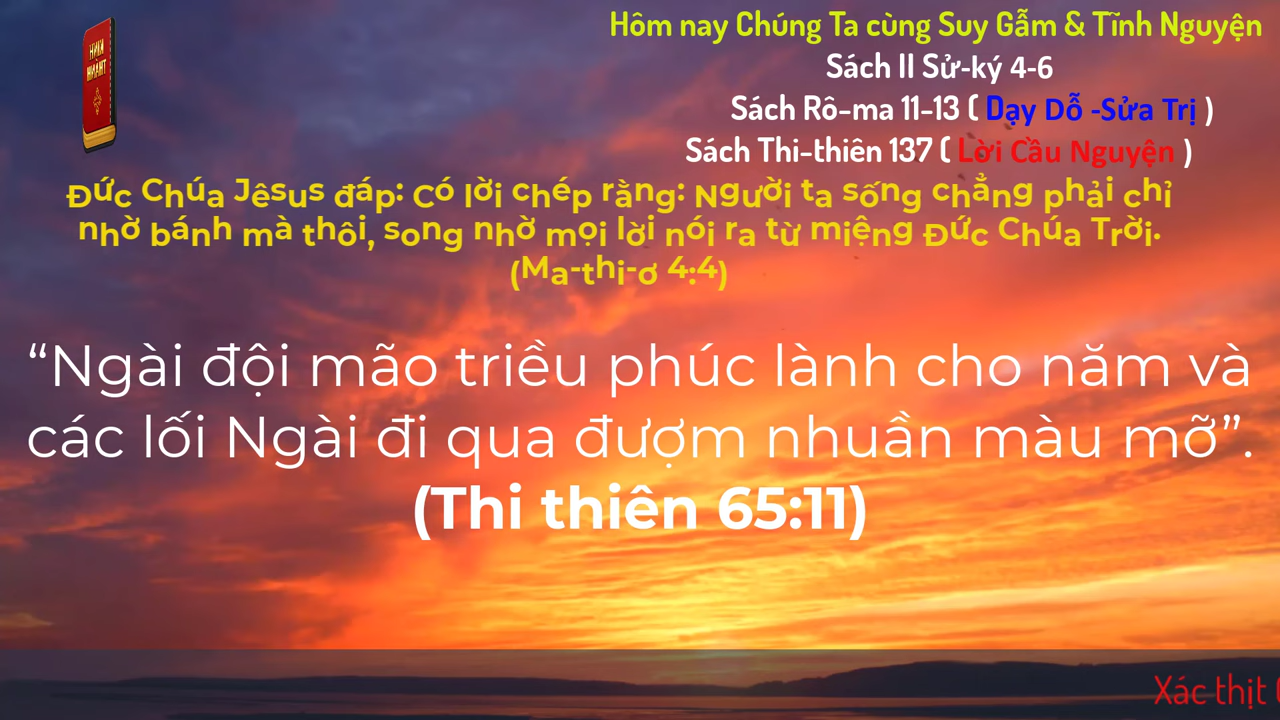 Hôm nay Chúng Ta cùng Suy Gẫm & Tĩnh Nguyện
Sách II Sử-ký 4-6
Sách Rô-ma 11-13 ( Dạy Dỗ -Sửa Trị )
Sách Thi-thiên 137 ( Lời Cầu Nguyện )
Đức Chúa Jêsus đáp: Có lời chép rằng: Người ta sống chẳng phải chỉ
nhờ bánh mà thôi, song nhờ mọi lời nói ra từ miệng Đức Chúa Trời.
(Ma-thi-ơ 4:4)
“Ngài đội mão triều phúc lành cho năm và
các lối Ngài đi qua đượm nhuần màu mỡ”.
(Thi thiên 65:11)
Xác thịt